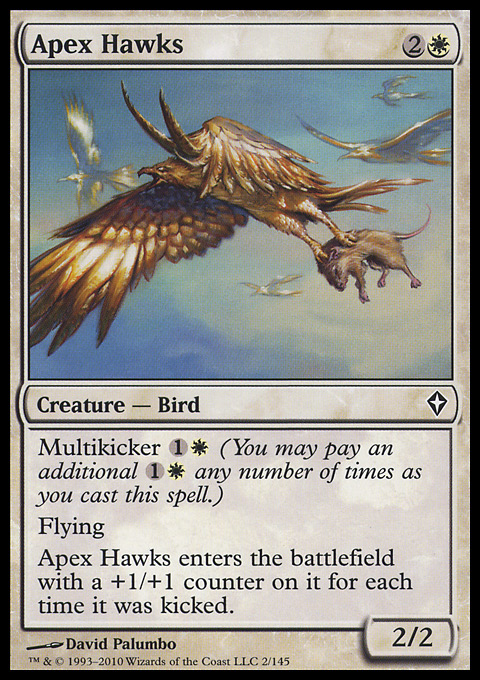 Apex Hawks 2
Creature — Bird
Multikicker 1 (You may pay an
additional 1 any number of times as
you cast this spell.)
Flying
Apex Hawks enters the battlefield
with a +1/+1 counter on it for each
time it was kicked.
David Palumbo
2/2
™ & © 1993–2010 Wizards of the Coast LLC 2/145